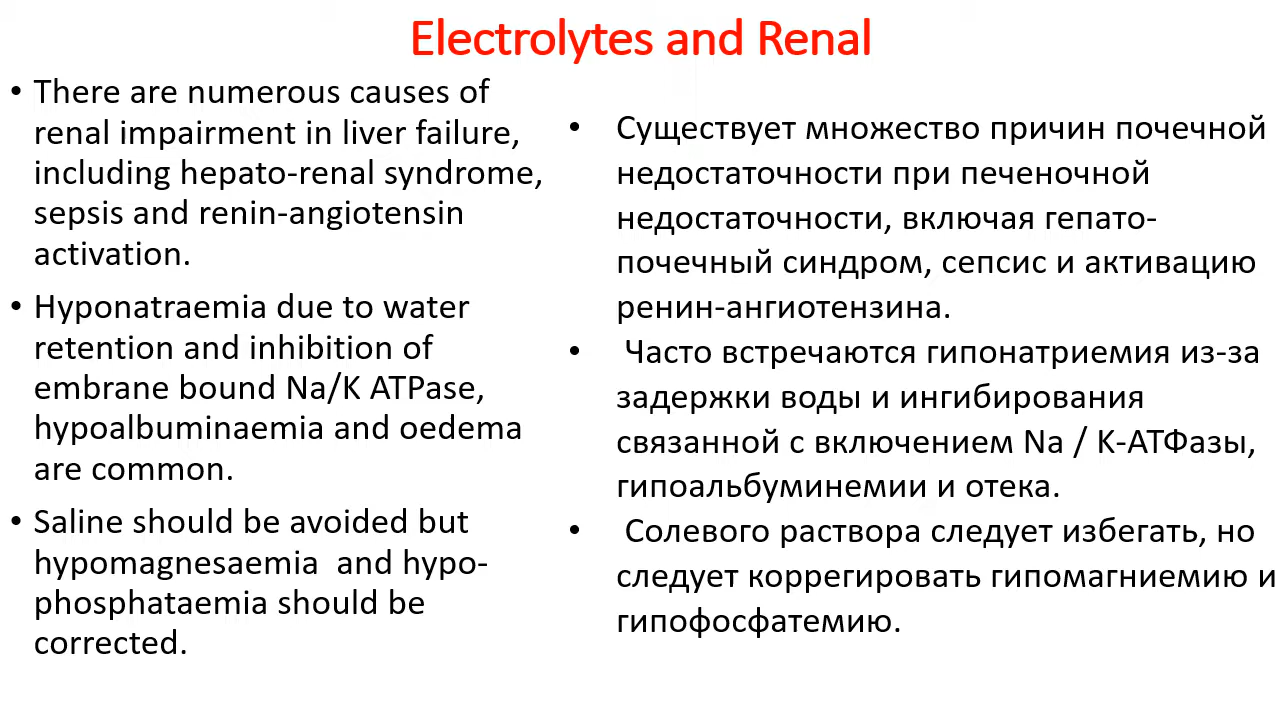 Electrolytes and Renal
• There are numerous causes of
renal impairment in liver failure,
including hepato-renal syndrome,
sepsis and renin-angiotensin
activation.
• Hyponatraemia due to water
retention and inhibition of
embrane bound Na/K ATPase,
hypoalbuminaemia and oedema
are common.
• Saline should be avoided but
hypomagnesaemia  and hypo-
phosphataemia should be
corrected.
• Существует множество причин почечной
недостаточности при печеночной
недостаточности, включая гепато-
почечный синдром, сепсис и активацию
ренин-ангиотензина.
• Часто встречаются гипонатриемия из-за
задержки воды и ингибирования
связанной с включением Na / K-АТФазы,
гипоальбуминемии и отека.
• Солевого раствора следует избегать, но
следует коррегировать гипомагниемию и
гипофосфатемию.